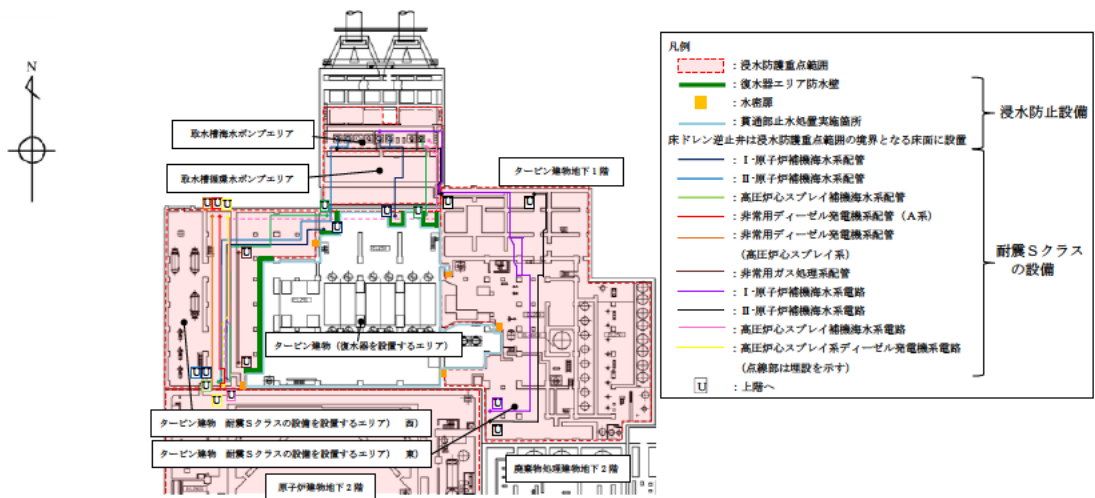 N
取水槽海水ポンプエリア
取水槽循環水ポンプエリア
タービン建物地下1階
タービン建物（復水器を設置するエリア）
タービン建物　耐震Sクラスの設備を設置するエリア）　西）
タービン建物　耐震Sクラスの設備を設置するエリア）　東）
原子炉建物地下2階
廃棄物処理建物地下2階
凡例
：浸水防護重点範囲
：復水器エリア防水壁
：水密扉
：貫通部止水処置実施箇所
浸水防止設備
床ドレン逆止弁は浸水防護重点範囲の境界となる床面に設置
：Ⅰ-原子炉補機海水系配管
：Ⅱ-原子炉補機海水系配管
：高圧炉心スプレイ補機海水系配管
：非常用ディーゼル発電機系配管（A系）
：非常用ディーゼル発電機系配管
（高圧炉心スプレイ系）
：非常用ガス処理系配管
：Ⅰ-原子炉補機海水系電路
：Ⅱ-原子炉補機海水系電路
：高圧炉心スプレイ補機海水系電路
：高圧炉心スプレイ系ディーゼル発電機系電路
（点線部は埋設を示す）
U ：上階へ
耐震Sクラス
の設備